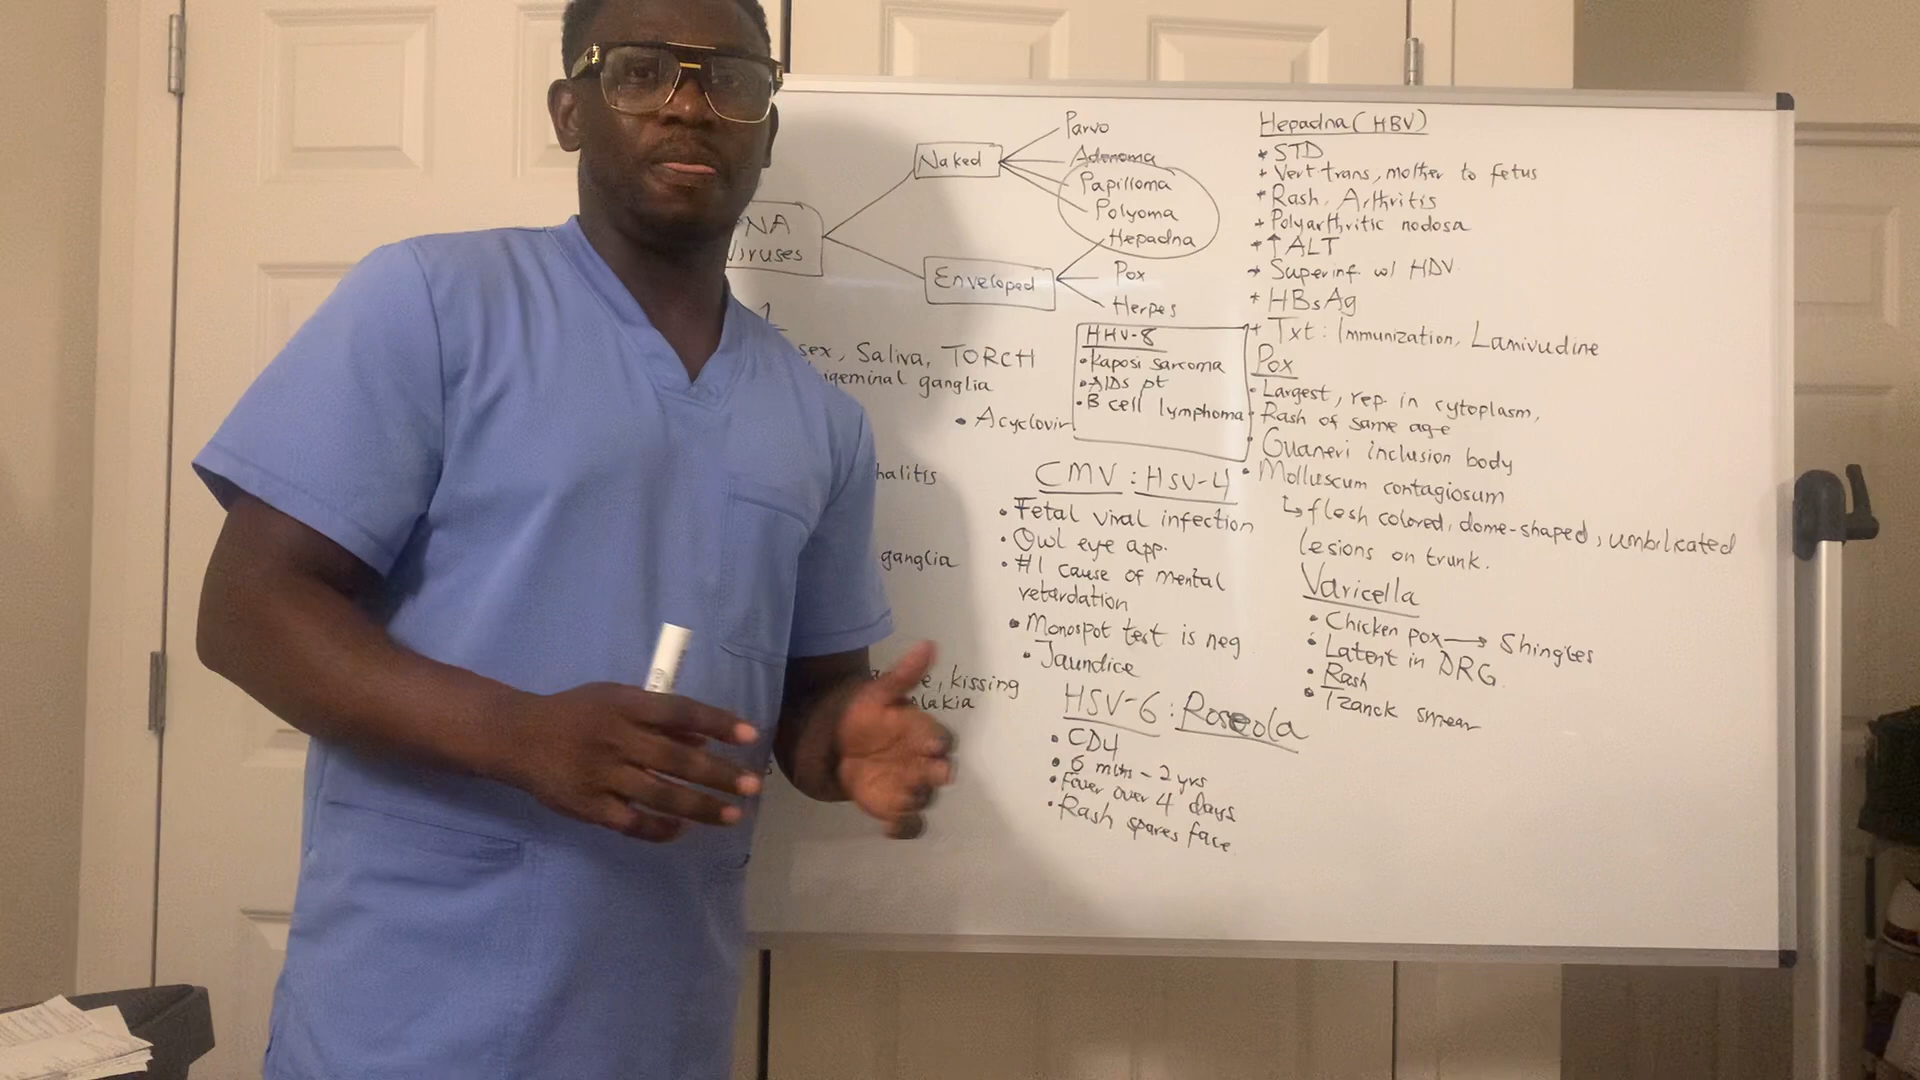 Naked
Parvo
Adenoma
Papilloma
Polyoma
Hepadna
NA
Viruses
Enveloped
Pox
Herpes
sex, Saliva, TORCH
igeminal ganglia
• Acyclovir
halitis
ganglia
e, kissing
lakia
HHV-8
• Kaposi sarcoma
• AIDs pt
• B cell lymphoma
CMV : HSV-4
• Fetal viral infection
• Owl eye app.
• #1 cause of mental
retardation
• Monospot test is neg
• Jaundice
HSV-6 : Roseola
• CD4
• 6 mths - 2 yrs
• Fever over 4 days
• Rash spares face
Hepadna (HBV)
* STD
+ Vert trans, mother to fetus
* Rash, Arthritis
+ Polyarthritic nodosa
* ↑ ALT
* Superinf. w/ HDV
* HBsAg
+ Txt : Immunization, Lamivudine
Pox
• Largest, rep. in cytoplasm,
• Rash of same age
• Guaneri inclusion body
• Molluscum contagiosum
↳ flesh colored, dome-shaped, umbilicated
lesions on trunk.
Varicella
• Chicken pox → Shingles
• Latent in DRG
• Rash
• Tzanck smear